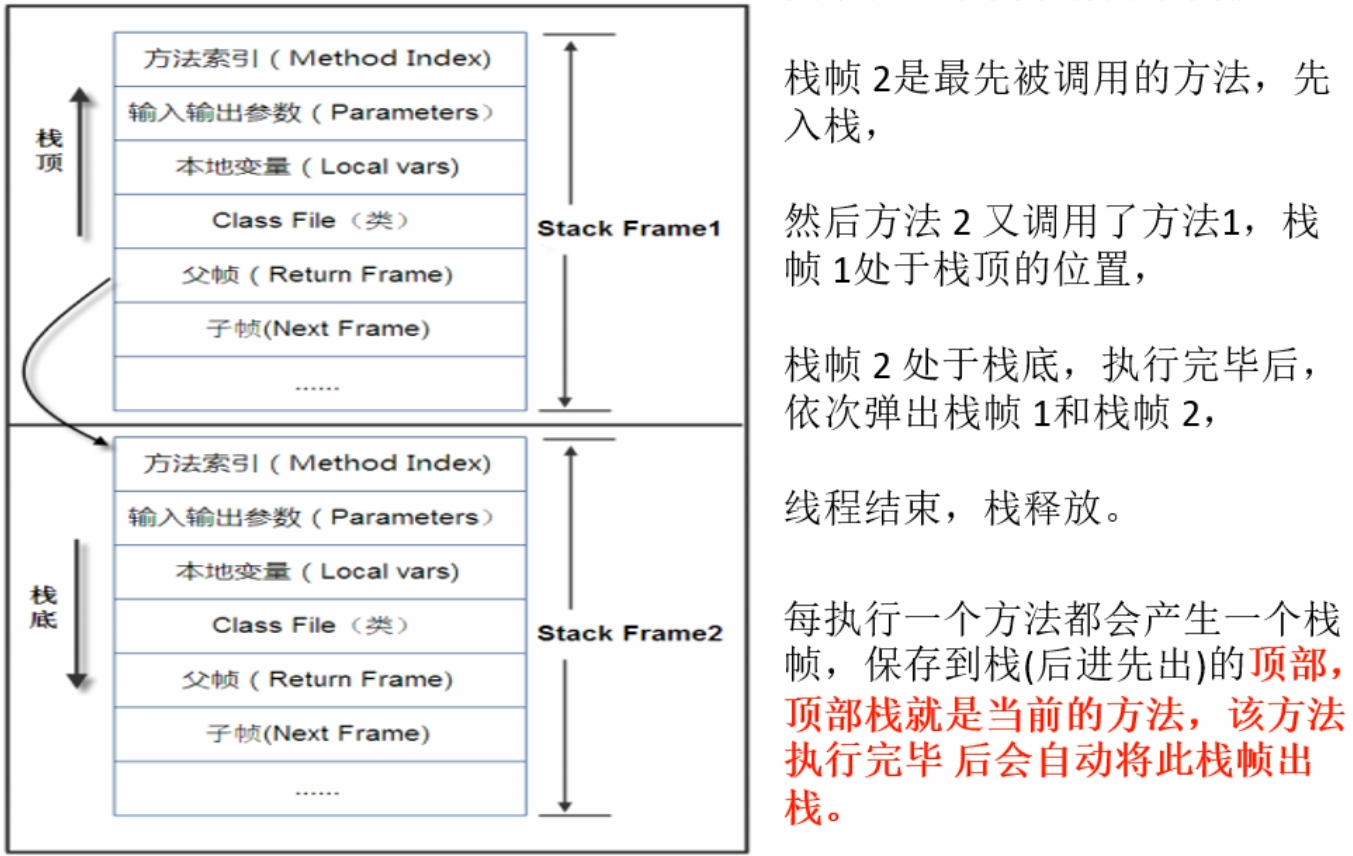 方法索引 ( Method Index)
输入输出参数 ( Parameters）
本地变量 ( Local vars)
Class File（类）
父帧 ( Return Frame)
子帧(Next Frame)
......
栈
顶
Stack Frame1
方法索引 ( Method Index)
输入输出参数 ( Parameters）
本地变量 ( Local vars)
Class File（类）
父帧 ( Return Frame)
子帧(Next Frame)
......
栈
底
Stack Frame2
栈帧 2是最先被调用的方法，先
入栈，
然后方法 2 又调用了方法1，栈
帧 1处于栈顶的位置，
栈帧 2 处于栈底，执行完毕后，
依次弹出栈帧 1和栈帧 2，
线程结束，栈释放。
每执行一个方法都会产生一个栈
帧，保存到栈(后进先出)的顶部，
顶部栈就是当前的方法，该方法
执行完毕 后会自动将此栈帧出
栈。